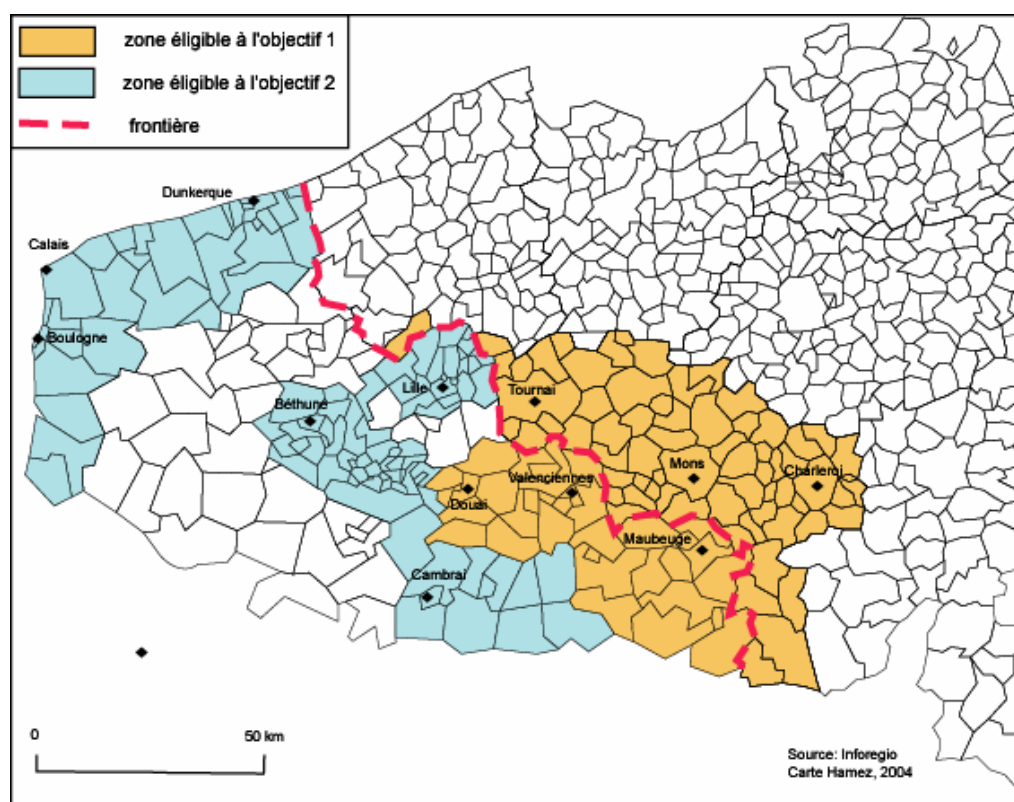 zone éligible à l'objectif 1
zone éligible à l'objectif 2
frontière
Dunkerque
Calais
Boulogne
Lille
Béthune
Tournai
Mons
Charleroi
Valenciennes
Douai
Maubeuge
Cambrai
0 50 km
Source: Inforegio
Carte Hamez, 2004